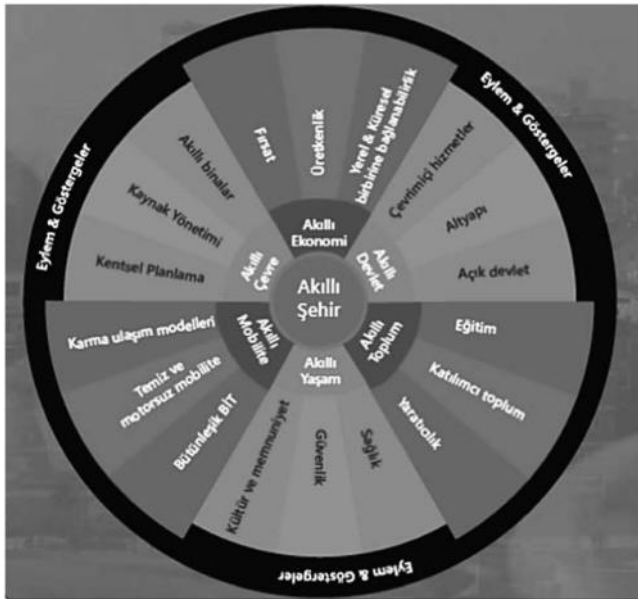 Eylem & Göstergeler
Eylem & Göstergeler
Eylem & Göstergeler
Akıllı
Şehir
Akıllı
Ekonomi
Fırsat
Üretkenlik
Yerel & Küresel
birbirine bağlanabilirlik
Akıllı
Devlet
Çevrimiçi hizmetler
Altyapı
Açık devlet
Akıllı
Toplum
Eğitim
Katılımcı toplum
Yaratıcılık
Akıllı
Yaşam
Sağlık
Güvenlik
Kültür ve memnuniyet
Akıllı
Mobilite
Bütünleşik BİT
Temiz ve
motorsuz mobilite
Karma ulaşım modelleri
Akıllı
Çevre
Kentsel Planlama
Kaynak Yönetimi
Akıllı binalar